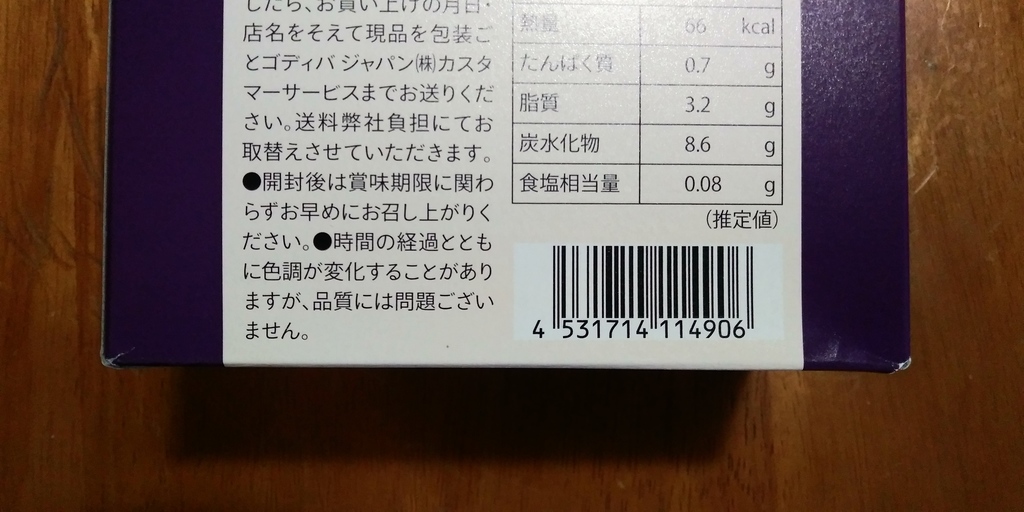 したら、お買い上げの月日・
店名をそえて現品を包装ご
とゴディバ ジャパン㈱カスタ
マーサービスまでお送りくだ
さい。送料弊社負担にてお
取替えさせていただきます。
●開封後は賞味期限に関わ
らずお早めにお召し上がりく
ださい。●時間の経過ととも
に色調が変化することがあり
ますが、品質には問題ござい
ません。
熱量 66 kcal
たんぱく質 0.7 g
脂質 3.2 g
炭水化物 8.6 g
食塩相当量 0.08 g
（推定値）
4 531714 114906